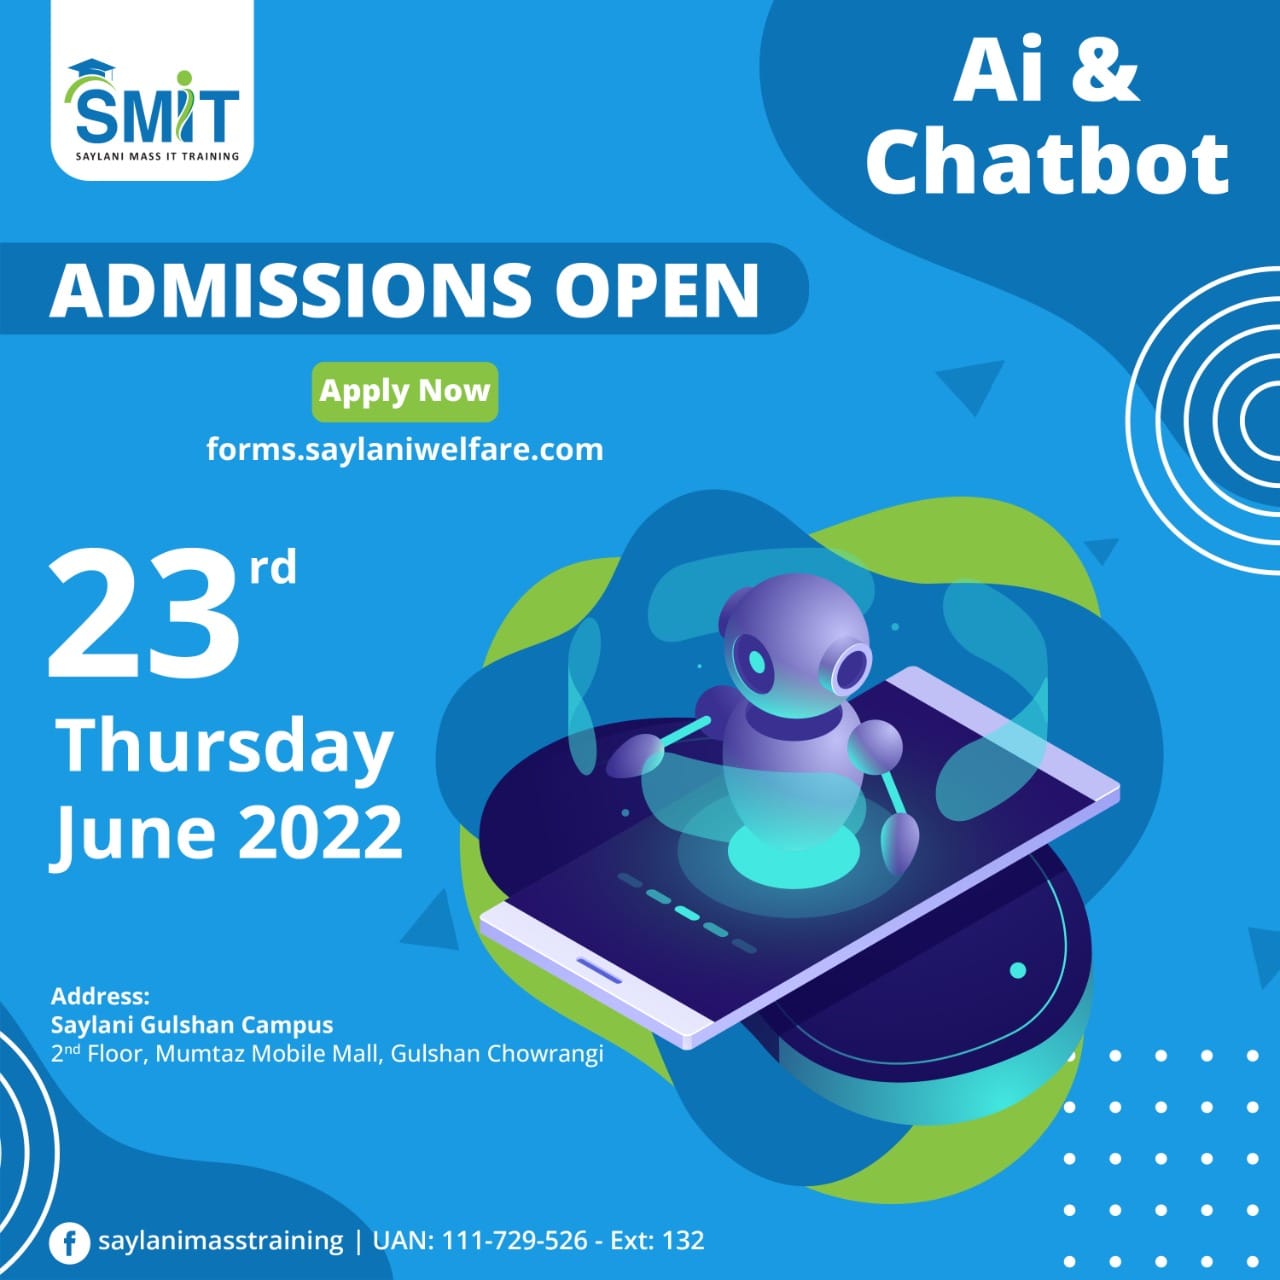 SMIT
SAYLANI MASS IT TRAINING
Ai &
Chatbot
ADMISSIONS OPEN
Apply Now
forms.saylaniwelfare.com
23rd
Thursday
June 2022
Address:
Saylani Gulshan Campus
2nd Floor, Mumtaz Mobile Mall, Gulshan Chowrangi
f saylanimasstraining | UAN: 111-729-526 - Ext: 132